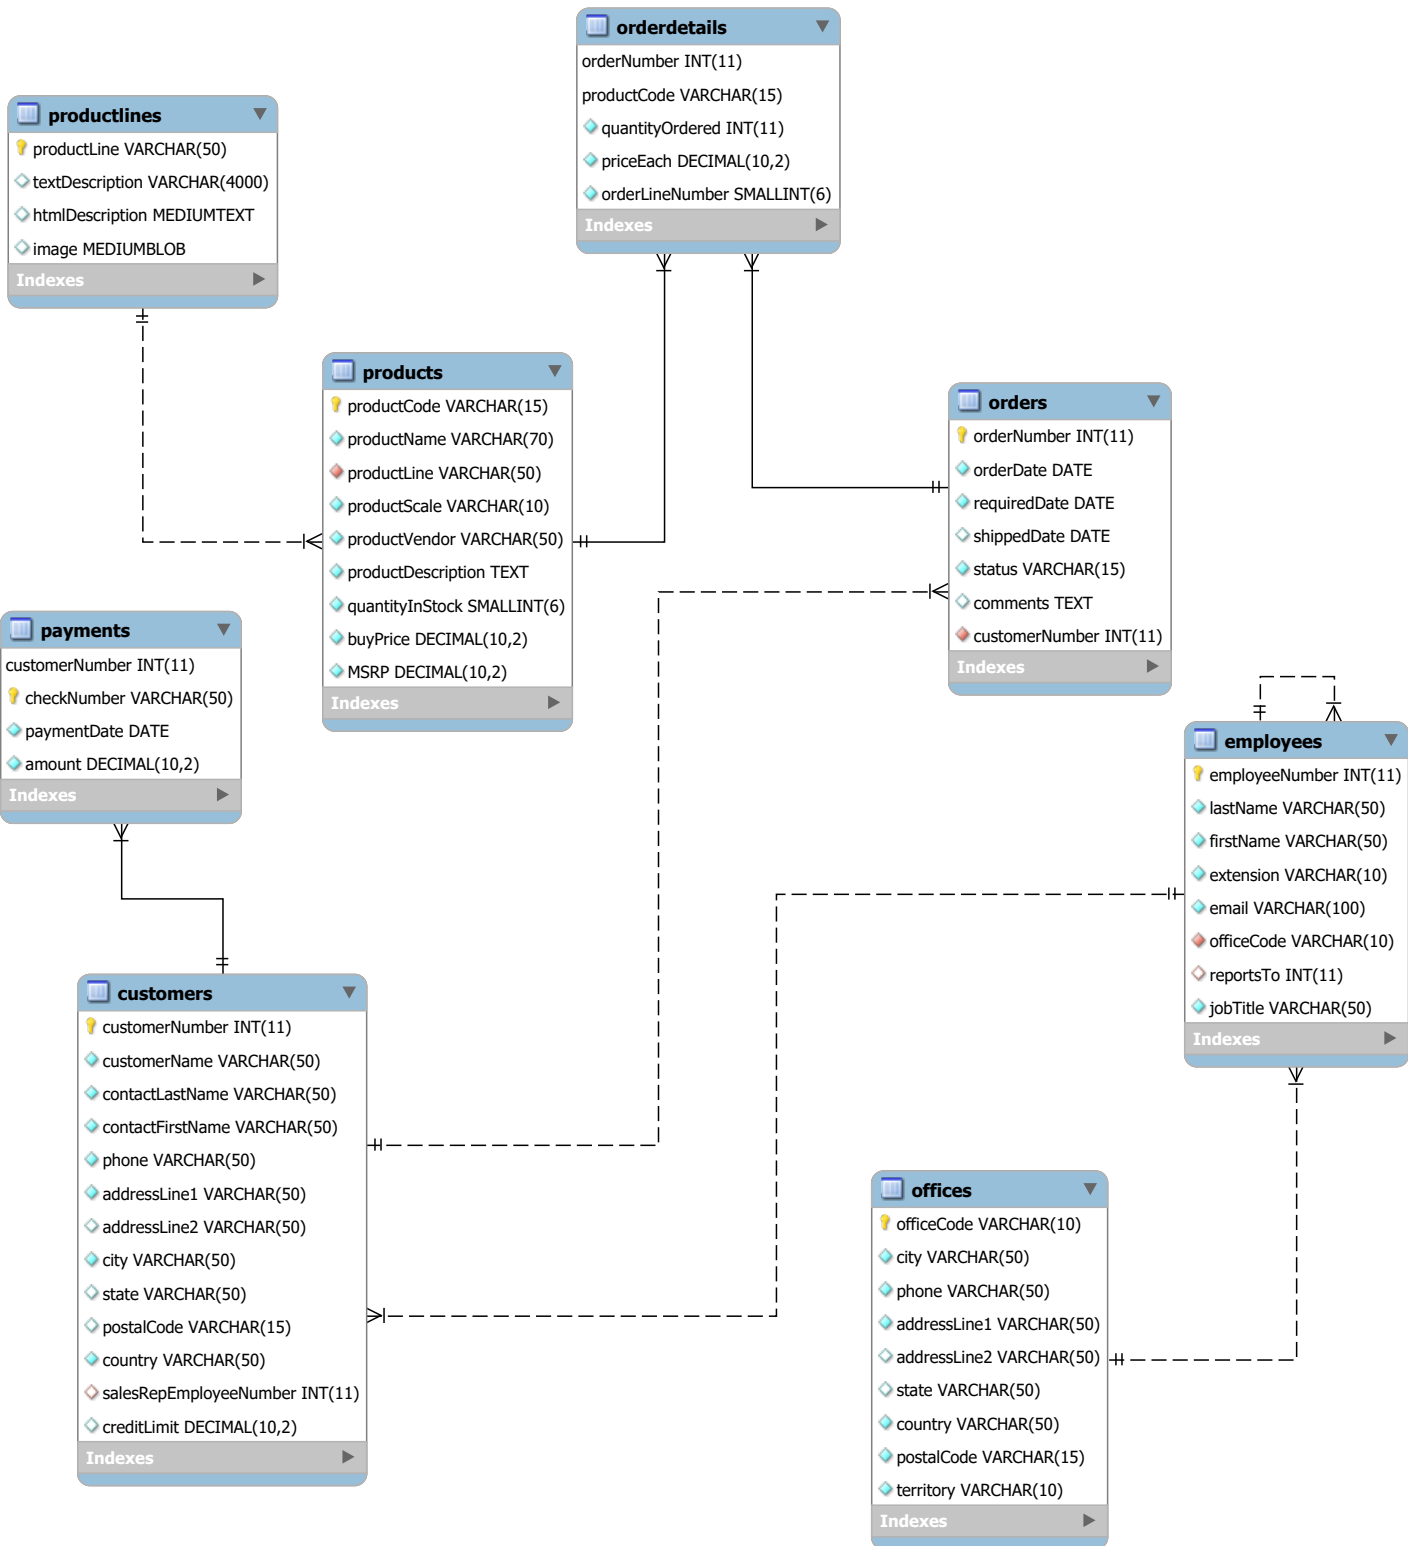 orderdetails
orderNumber INT(11)
productCode VARCHAR(15)
quantityOrdered INT(11)
priceEach DECIMAL(10,2)
orderLineNumber SMALLINT(6)
Indexes
productlines
productLine VARCHAR(50)
textDescription VARCHAR(4000)
htmlDescription MEDIUMTEXT
image MEDIUMBLOB
Indexes
products
productCode VARCHAR(15)
productName VARCHAR(70)
productLine VARCHAR(50)
productScale VARCHAR(10)
productVendor VARCHAR(50)
productDescription TEXT
quantityInStock SMALLINT(6)
buyPrice DECIMAL(10,2)
MSRP DECIMAL(10,2)
Indexes
orders
orderNumber INT(11)
orderDate DATE
requiredDate DATE
shippedDate DATE
status VARCHAR(15)
comments TEXT
customerNumber INT(11)
Indexes
payments
customerNumber INT(11)
checkNumber VARCHAR(50)
paymentDate DATE
amount DECIMAL(10,2)
Indexes
employees
employeeNumber INT(11)
lastName VARCHAR(50)
firstName VARCHAR(50)
extension VARCHAR(10)
email VARCHAR(100)
officeCode VARCHAR(10)
reportsTo INT(11)
jobTitle VARCHAR(50)
Indexes
customers
customerNumber INT(11)
customerName VARCHAR(50)
contactLastName VARCHAR(50)
contactFirstName VARCHAR(50)
phone VARCHAR(50)
addressLine1 VARCHAR(50)
addressLine2 VARCHAR(50)
city VARCHAR(50)
state VARCHAR(50)
postalCode VARCHAR(15)
country VARCHAR(50)
salesRepEmployeeNumber INT(11)
creditLimit DECIMAL(10,2)
Indexes
offices
officeCode VARCHAR(10)
city VARCHAR(50)
phone VARCHAR(50)
addressLine1 VARCHAR(50)
addressLine2 VARCHAR(50)
state VARCHAR(50)
country VARCHAR(50)
postalCode VARCHAR(15)
territory VARCHAR(10)
Indexes